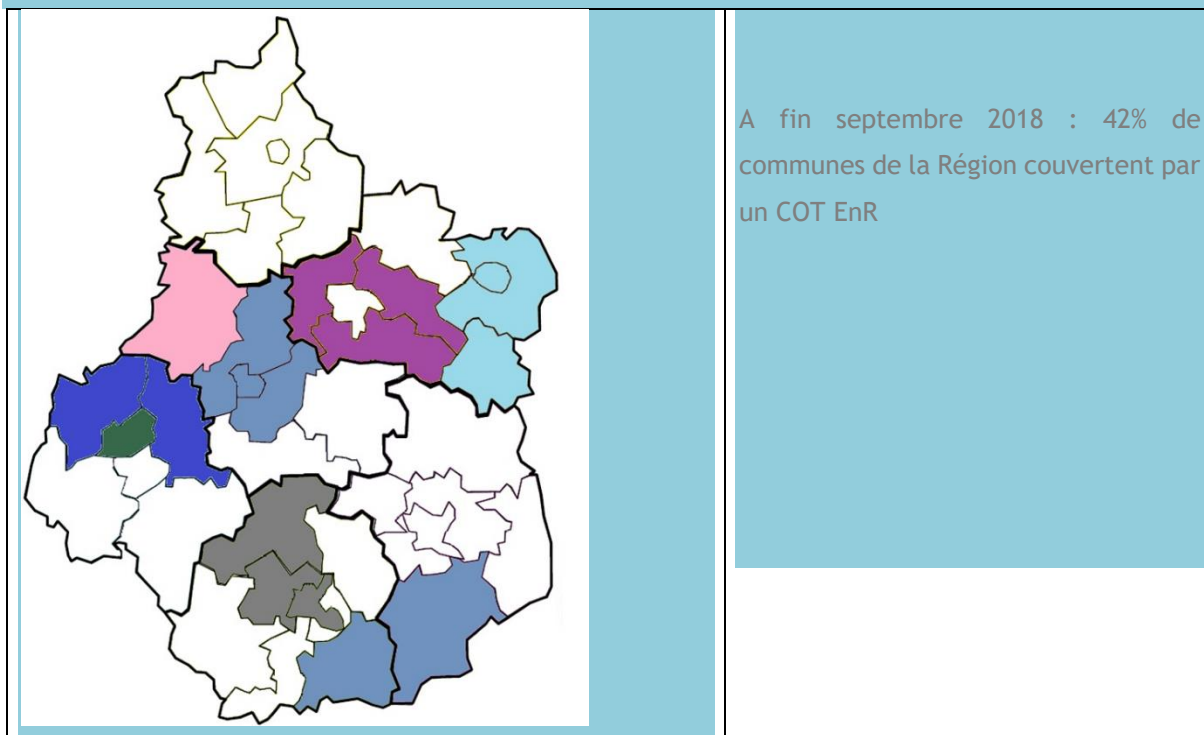 A fin septembre 2018 : 42% de
communes de la Région couvertent par
un COT EnR